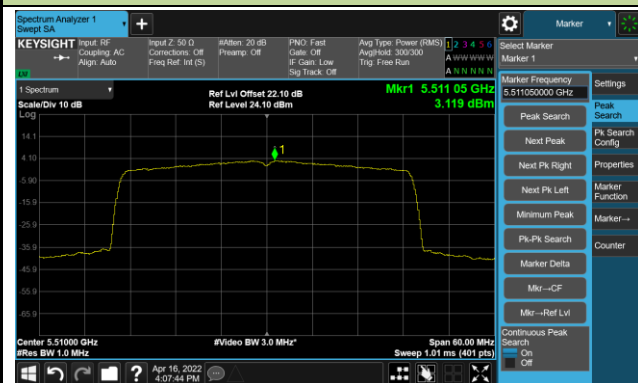 Spectrum Analyzer 1
Swept SA
+
Marker
KEYSIGHT
Input: RF
Coupling: AC
Align: Auto
Input Z: 50 Ω
Corrections: Off
Freq Ref: Int (S)
#Atten: 20 dB
Preamp: Off
PNO: Fast
Gate: Off
IF Gain: Low
Sig Track: Off
Avg Type: Power (RMS)
Avg|Hold: 300/300
Trig: Free Run
1 2 3 4 5 6
A W W W W W
A N N N N N
Select Marker
Marker 1
1 Spectrum
Scale/Div 10 dB
Log
Ref Lvl Offset 22.10 dB
Ref Level 24.10 dBm
Mkr1 5.511 05 GHz
3.119 dBm
14.1
4.10
-5.90
-15.9
-25.9
-35.9
-45.9
-55.9
-65.9
1
Center 5.51000 GHz
#Res BW 1.0 MHz
#Video BW 3.0 MHz*
Span 60.00 MHz
Sweep 1.01 ms (401 pts)
Marker Frequency
5.511050000 GHz
Peak Search
Next Peak
Next Pk Right
Next Pk Left
Minimum Peak
Pk-Pk Search
Marker Delta
Mkr→CF
Mkr→Ref Lvl
Continuous Peak
Search
On
Off
Settings
Peak
Search
Pk Search
Config
Properties
Marker
Function
Marker→
Counter
?
Apr 16, 2022
4:07:44 PM